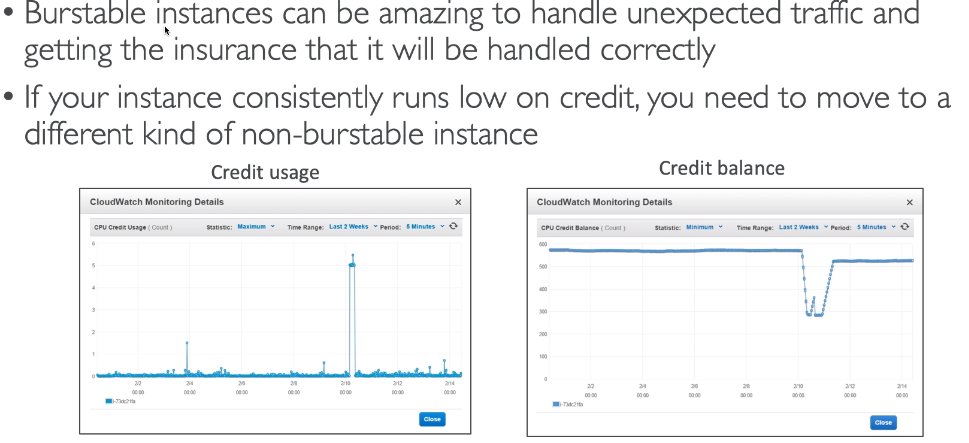 • Burstable instances can be amazing to handle unexpected traffic and
getting the insurance that it will be handled correctly
• If your instance consistently runs low on credit, you need to move to a
different kind of non-burstable instance
Credit usage
CloudWatch Monitoring Details ×
CPU Credit Usage ( Count ) Statistic: Maximum Time Range: Last 2 Weeks Period: 5 Minutes
6
5
4
3
2
1
0
2/2 2/4 2/6 2/8 2/10 2/12 2/14
00:00 00:00 00:00 00:00 00:00 00:00 00:00
Close
Credit balance
CloudWatch Monitoring Details ×
CPU Credit Balance ( Count ) Statistic: Minimum Time Range: Last 2 Weeks Period: 5 Minutes
600
500
400
300
200
100
0
2/2 2/4 2/6 2/8 2/10 2/12 2/14
00:00 00:00 00:00 00:00 00:00 00:00 00:00
Close